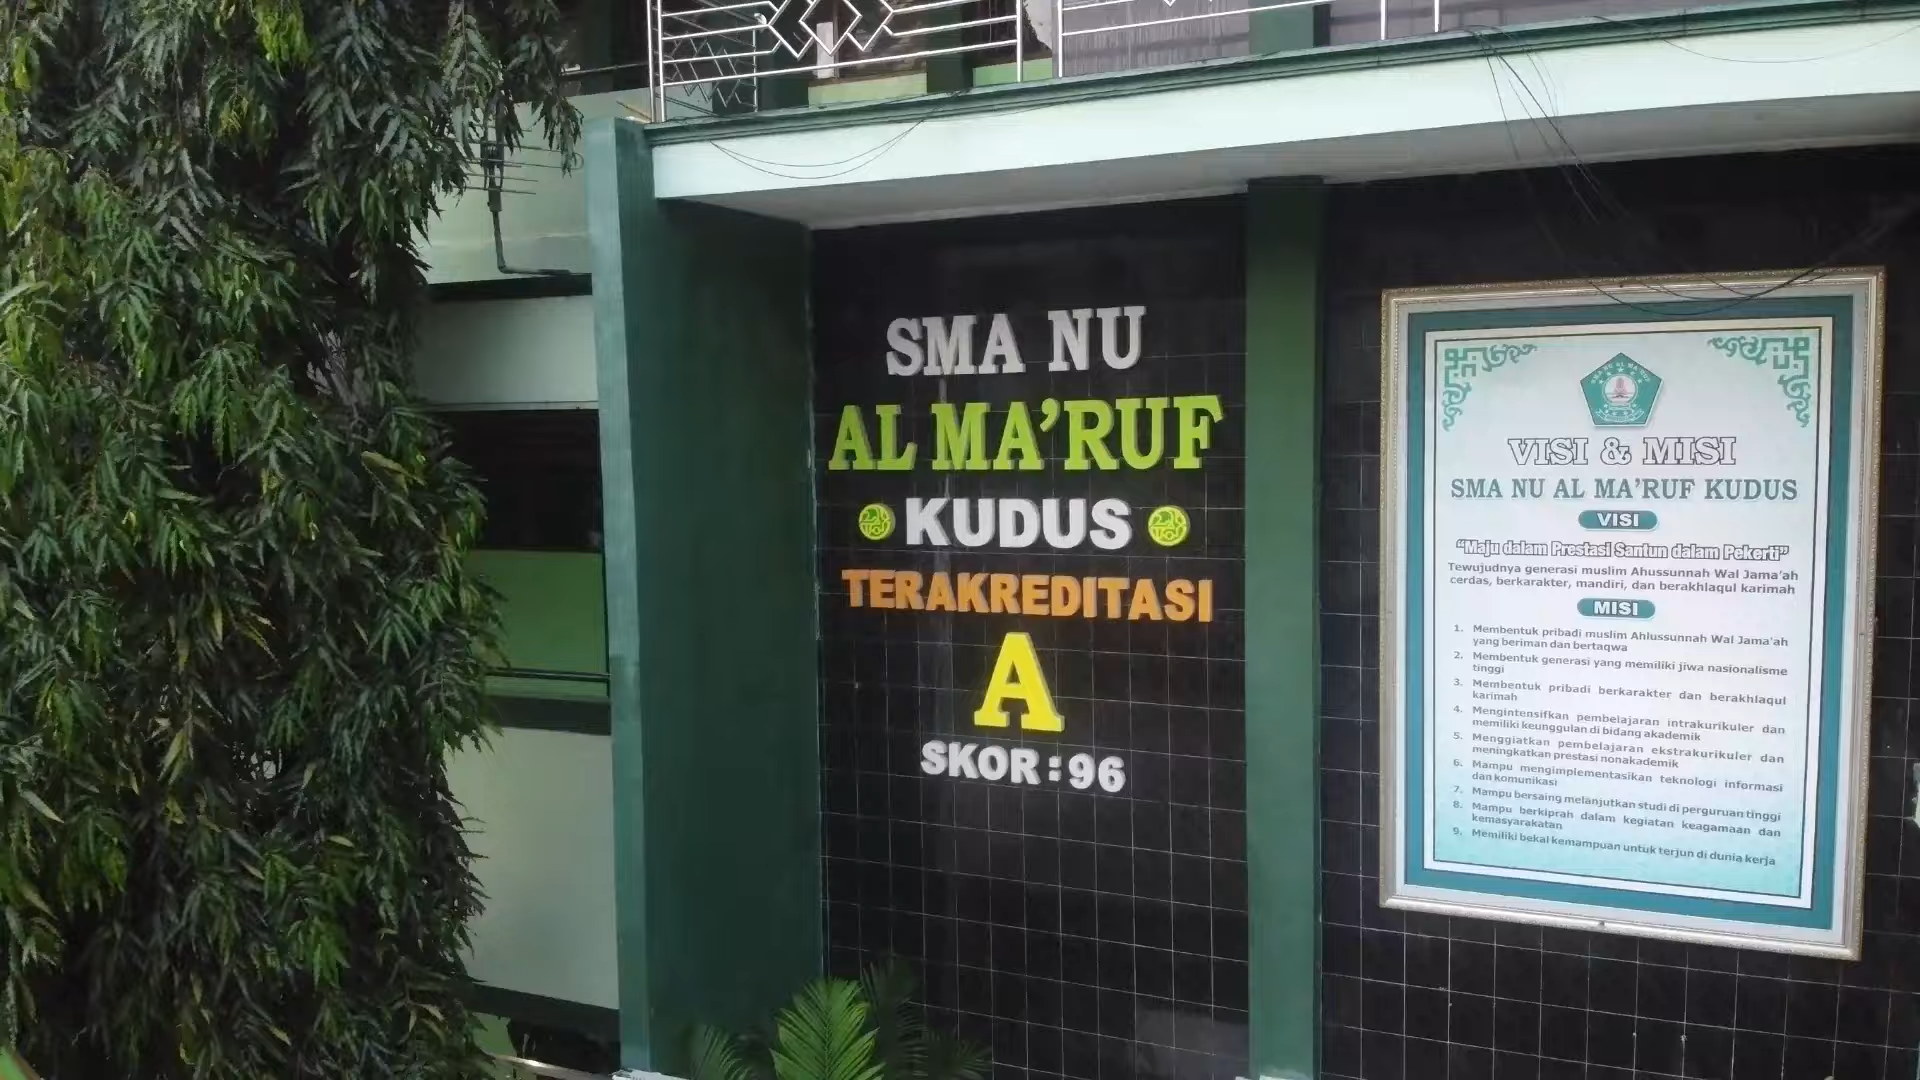 SMA NU
AL MA'RUF
KUDUS
TERAKREDITASI
A
SKOR : 96
SMA NU AL MA'RUF
VISI & MISI
SMA NU AL MA'RUF KUDUS
VISI
"Maju dalam Prestasi Santun dalam Pekerti"
Tewujudnya generasi muslim Ahussunnah Wal Jama'ah
cerdas, berkarakter, mandiri, dan berakhlaqul karimah
MISI
1. Membentuk pribadi muslim Ahlussunnah Wal Jama'ah
yang beriman dan bertaqwa
2. Membentuk generasi yang memiliki jiwa nasionalisme
tinggi
3. Membentuk pribadi berkarakter dan berakhlaqul
karimah
4. Mengintensifkan pembelajaran intrakurikuler dan
memiliki keunggulan di bidang akademik
5. Menggiatkan pembelajaran ekstrakurikuler dan
meningkatkan prestasi nonakademik
6. Mampu mengimplementasikan teknologi informasi
dan komunikasi
7. Mampu bersaing melanjutkan studi di perguruan tinggi
8. Mampu berkiprah dalam kegiatan keagamaan dan
kemasyarakatan
9. Memiliki bekal kemampuan untuk terjun di dunia kerja